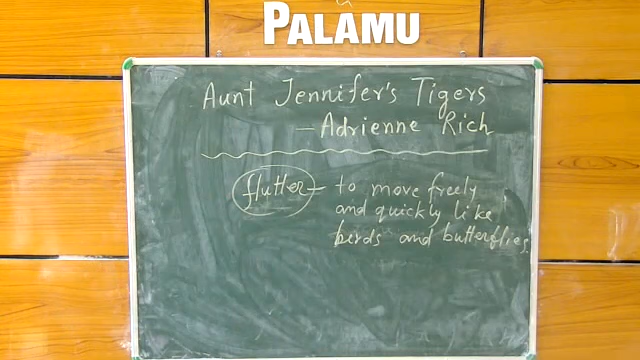 PALAMU
Aunt Jennifer's Tigers
— Adrienne Rich
flutter — to move freely
and quickly like
birds and butterflies